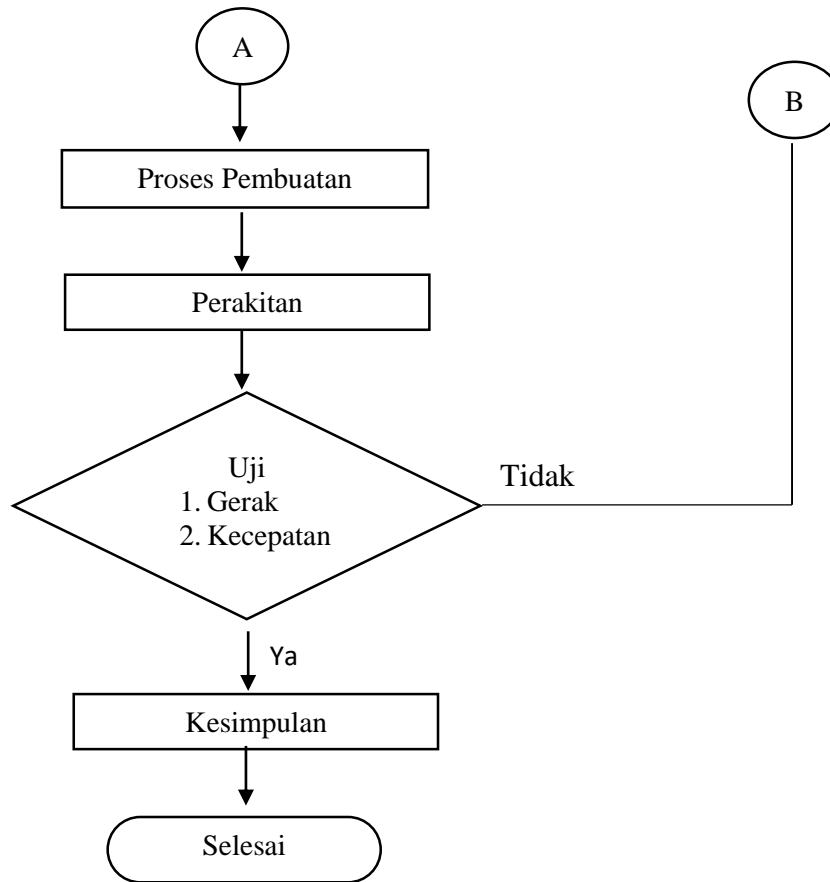 A
B
Proses Pembuatan
Perakitan
Uji
1. Gerak
2. Kecepatan
Tidak
Ya
Kesimpulan
Selesai